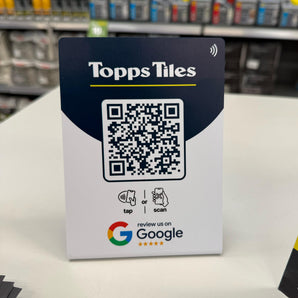 Topps Tiles
tap or scan
review us on
Google